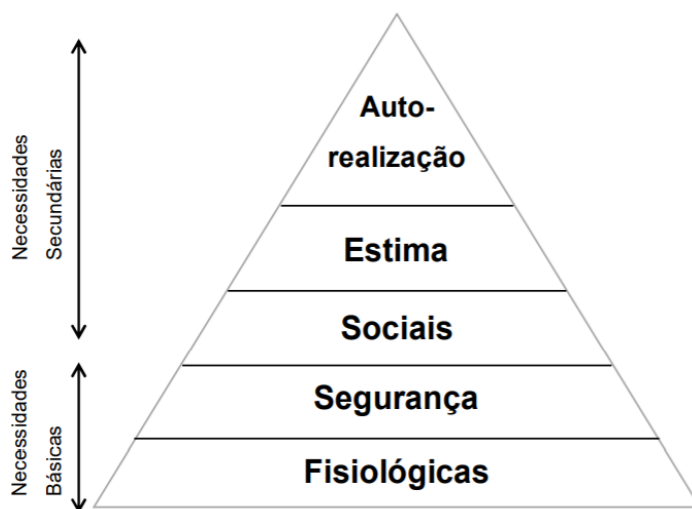 Auto-
realização
Estima
Sociais
Segurança
Fisiológicas
Necessidades
Secundárias
Necessidades
Básicas